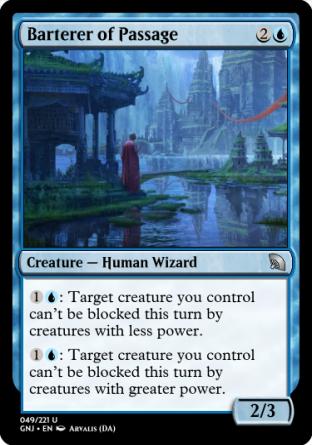 Barterer of Passage 2
Creature — Human Wizard
1: Target creature you control
can't be blocked this turn by
creatures with less power.
1: Target creature you control
can't be blocked this turn by
creatures with greater power.
2/3
049/221 U
GNJ • EN Arvalis (DA)